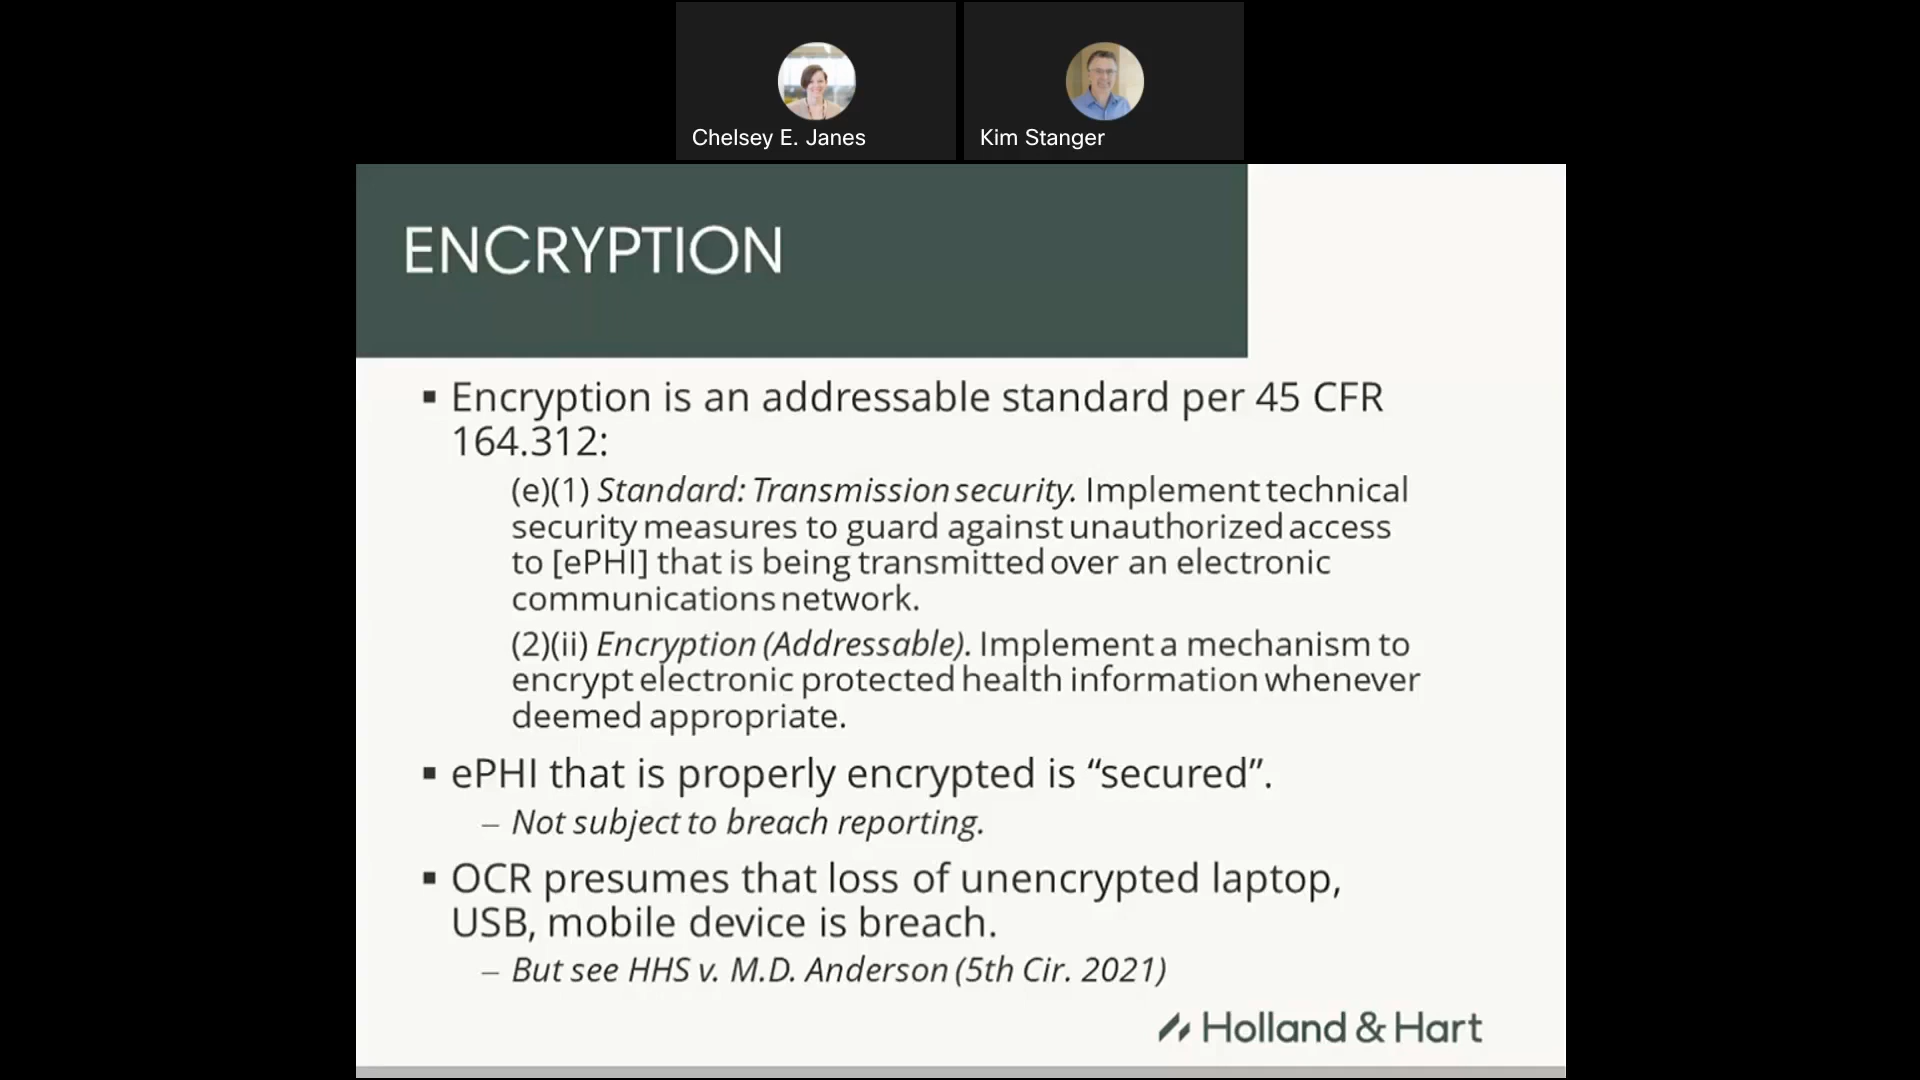 Chelsey E. Janes
Kim Stanger
ENCRYPTION
▪ Encryption is an addressable standard per 45 CFR
164.312:
(e)(1) Standard: Transmission security. Implement technical
security measures to guard against unauthorized access
to [ePHI] that is being transmitted over an electronic
communications network.
(2)(ii) Encryption (Addressable). Implement a mechanism to
encrypt electronic protected health information whenever
deemed appropriate.
▪ ePHI that is properly encrypted is “secured”.
– Not subject to breach reporting.
▪ OCR presumes that loss of unencrypted laptop,
USB, mobile device is breach.
– But see HHS v. M.D. Anderson (5th Cir. 2021)
Holland & Hart